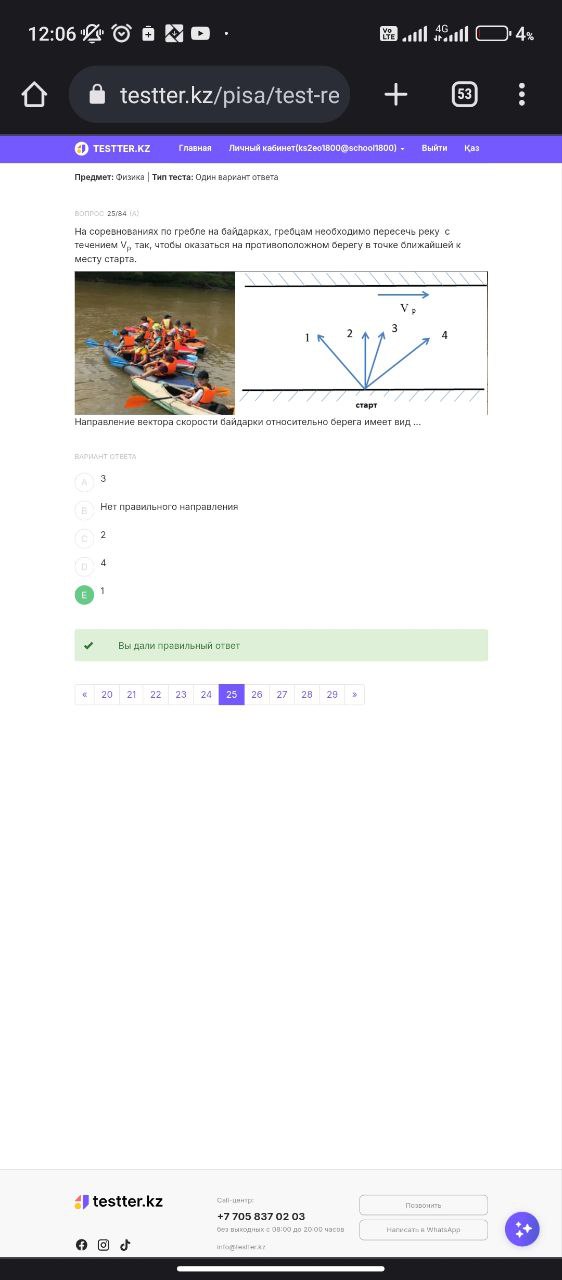 12:06
Vo
LTE
4G
4%
testter.kz/pisa/test-re
53
TESTTER.KZ
Главная
Личный кабинет(ks2eo1800@school1800)
Выйти
Қаз
Предмет: Физика | Тип теста: Один вариант ответа
ВОПРОС 25/84 (A)
На соревнованиях по гребле на байдарках, гребцам необходимо пересечь реку с
течением Vр так, чтобы оказаться на противоположном берегу в точке ближайшей к
месту старта.
V р
1
2
3
4
старт
Направление вектора скорости байдарки относительно берега имеет вид ...
ВАРИАНТ ОТВЕТА
A 3
B Нет правильного направления
C 2
D 4
E 1
Вы дали правильный ответ
« 20 21 22 23 24 25 26 27 28 29 »
testter.kz
Call-центр:
+7 705 837 02 03
без выходных с 08:00 до 20:00 часов
info@testter.kz
Позвонить
Написать в WhatsApp